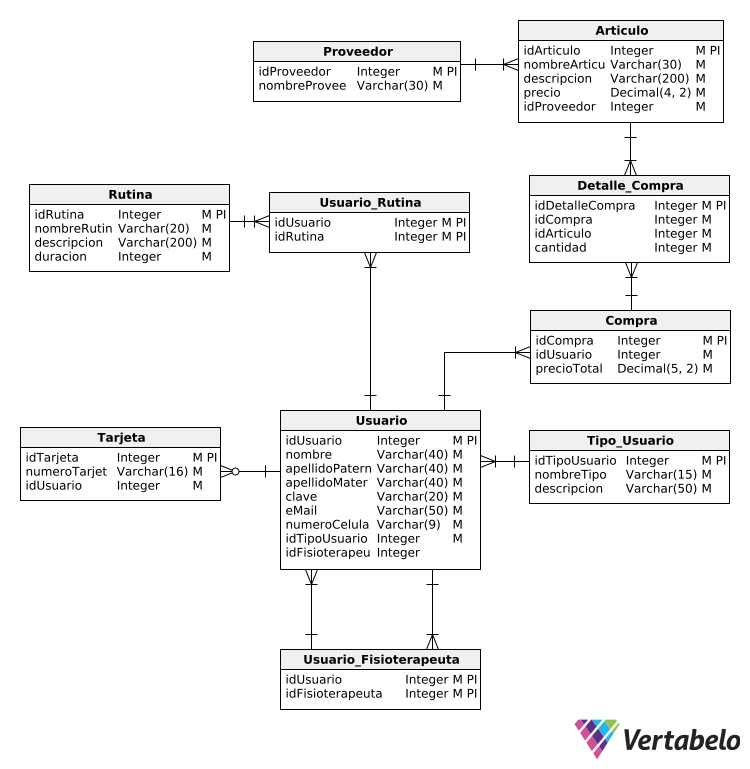 Proveedor
idProveedor Integer M PI
nombreProvee Varchar(30) M
Articulo
idArticulo Integer M PI
nombreArticu Varchar(30) M
descripcion Varchar(200) M
precio Decimal(4, 2) M
idProveedor Integer M
Rutina
idRutina Integer M PI
nombreRutin Varchar(20) M
descripcion Varchar(200) M
duracion Integer M
Usuario_Rutina
idUsuario Integer M PI
idRutina Integer M PI
Detalle_Compra
idDetalleCompra Integer M PI
idCompra Integer M
idArticulo Integer M
cantidad Integer M
Compra
idCompra Integer M PI
idUsuario Integer M
precioTotal Decimal(5, 2) M
Tarjeta
idTarjeta Integer M PI
numeroTarjet Varchar(16) M
idUsuario Integer M
Usuario
idUsuario Integer M PI
nombre Varchar(40) M
apellidoPatern Varchar(40) M
apellidoMater Varchar(40) M
clave Varchar(20) M
eMail Varchar(50) M
numeroCelula Varchar(9) M
idTipoUsuario Integer M
idFisioterapeu Integer
Tipo_Usuario
idTipoUsuario Integer M PI
nombreTipo Varchar(15) M
descripcion Varchar(50) M
Usuario_Fisioterapeuta
idUsuario Integer M PI
idFisioterapeuta Integer M PI
Vertabelo